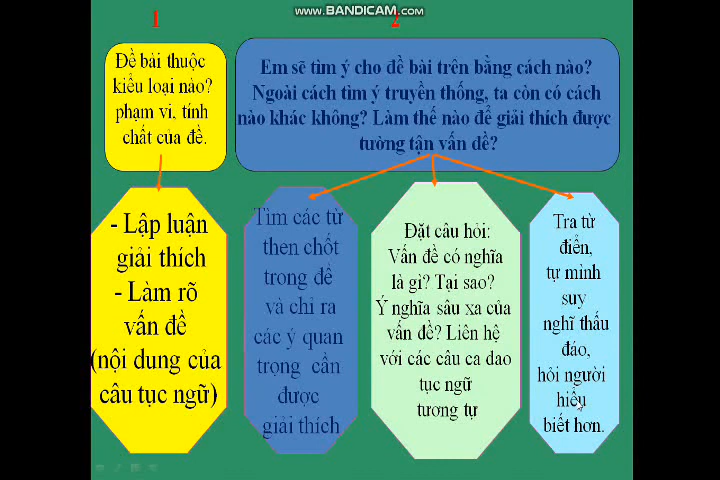 www.BANDICAM.com
1
2
Đề bài thuộc
kiểu loại nào?
phạm vi, tính
chất của đề.
Em sẽ tìm ý cho đề bài trên bằng cách nào?
Ngoài cách tìm ý truyền thống, ta còn có cách
nào khác không? Làm thế nào để giải thích được
tường tận vấn đề?
- Lập luận
giải thích
- Làm rõ
vấn đề
(nội dung của
câu tục ngữ)
Tìm các từ
then chốt
trong đề
và chỉ ra
các ý quan
trọng cần
được
giải thích
Đặt câu hỏi:
Vấn đề có nghĩa
là gì? Tại sao?
Ý nghĩa sâu xa của
vấn đề? Liên hệ
với các câu ca dao
tục ngữ
tương tự
Tra từ
điển,
tự mình
suy
nghĩ thấu
đáo,
hỏi người
hiểu
biết hơn.